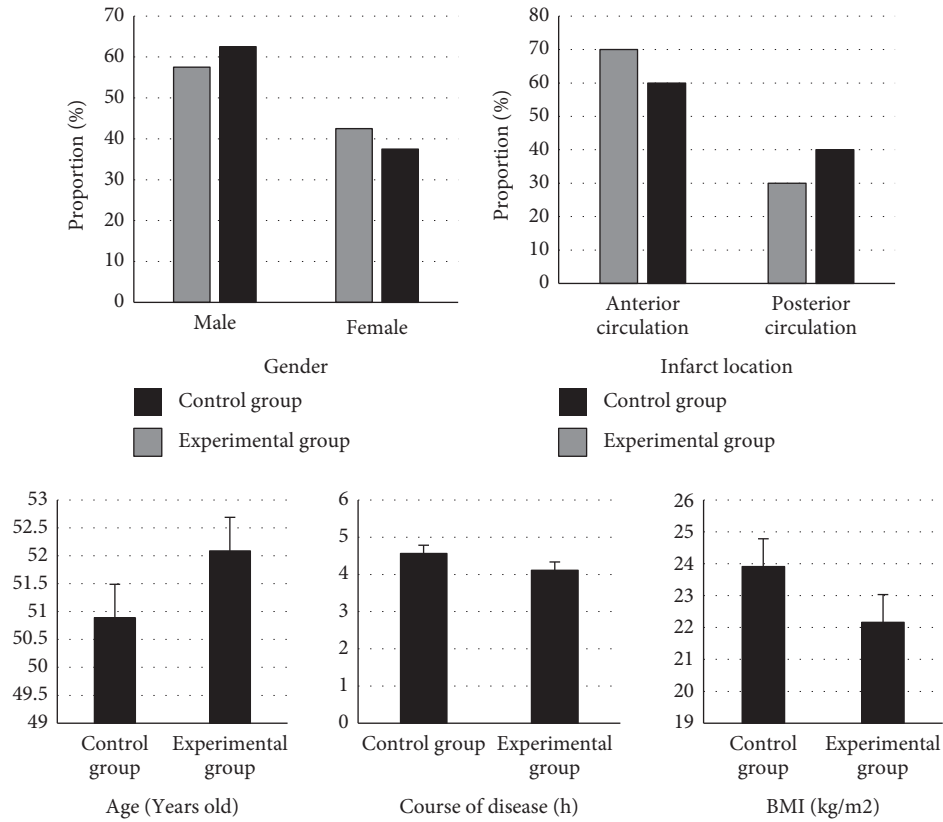 Proportion (%)
70
60
50
40
30
20
10
0
Male
Female
Gender
Control group
Experimental group
Proportion (%)
80
70
60
50
40
30
20
10
0
Anterior
circulation
Posterior
circulation
Infarct location
Control group
Experimental group
53
52.5
52
51.5
51
50.5
50
49.5
49
Control
group
Experimental
group
Age (Years old)
6
5
4
3
2
1
0
Control group
Experimental
group
Course of disease (h)
26
25
24
23
22
21
20
19
Control
group
Experimental
group
BMI (kg/m2)